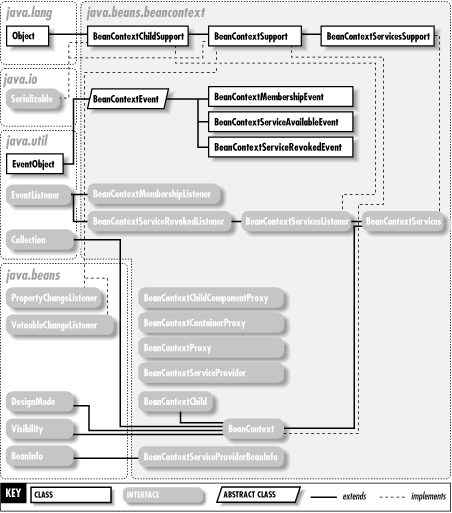 java.lang
java.beans.beancontext
Object
BeanContextChildSupport
BeanContextSupport
BeanContextServicesSupport
java.io
Serializable
BeanContextEvent
BeanContextMembershipEvent
BeanContextServiceAvailableEvent
BeanContextServiceRevokedEvent
java.util
EventObject
EventListener
BeanContextMembershipListener
BeanContextServiceRevokedListener
BeanContextServicesListener
BeanContextServices
Collection
java.beans
PropertyChangeListener
VetoableChangeListener
BeanContextChildComponentProxy
BeanContextContainerProxy
BeanContextProxy
BeanContextServiceProvider
DesignMode
BeanContextChild
Visibility
BeanContext
BeanInfo
BeanContextServiceProviderBeanInfo
KEY
CLASS
INTERFACE
ABSTRACT CLASS
extends
implements